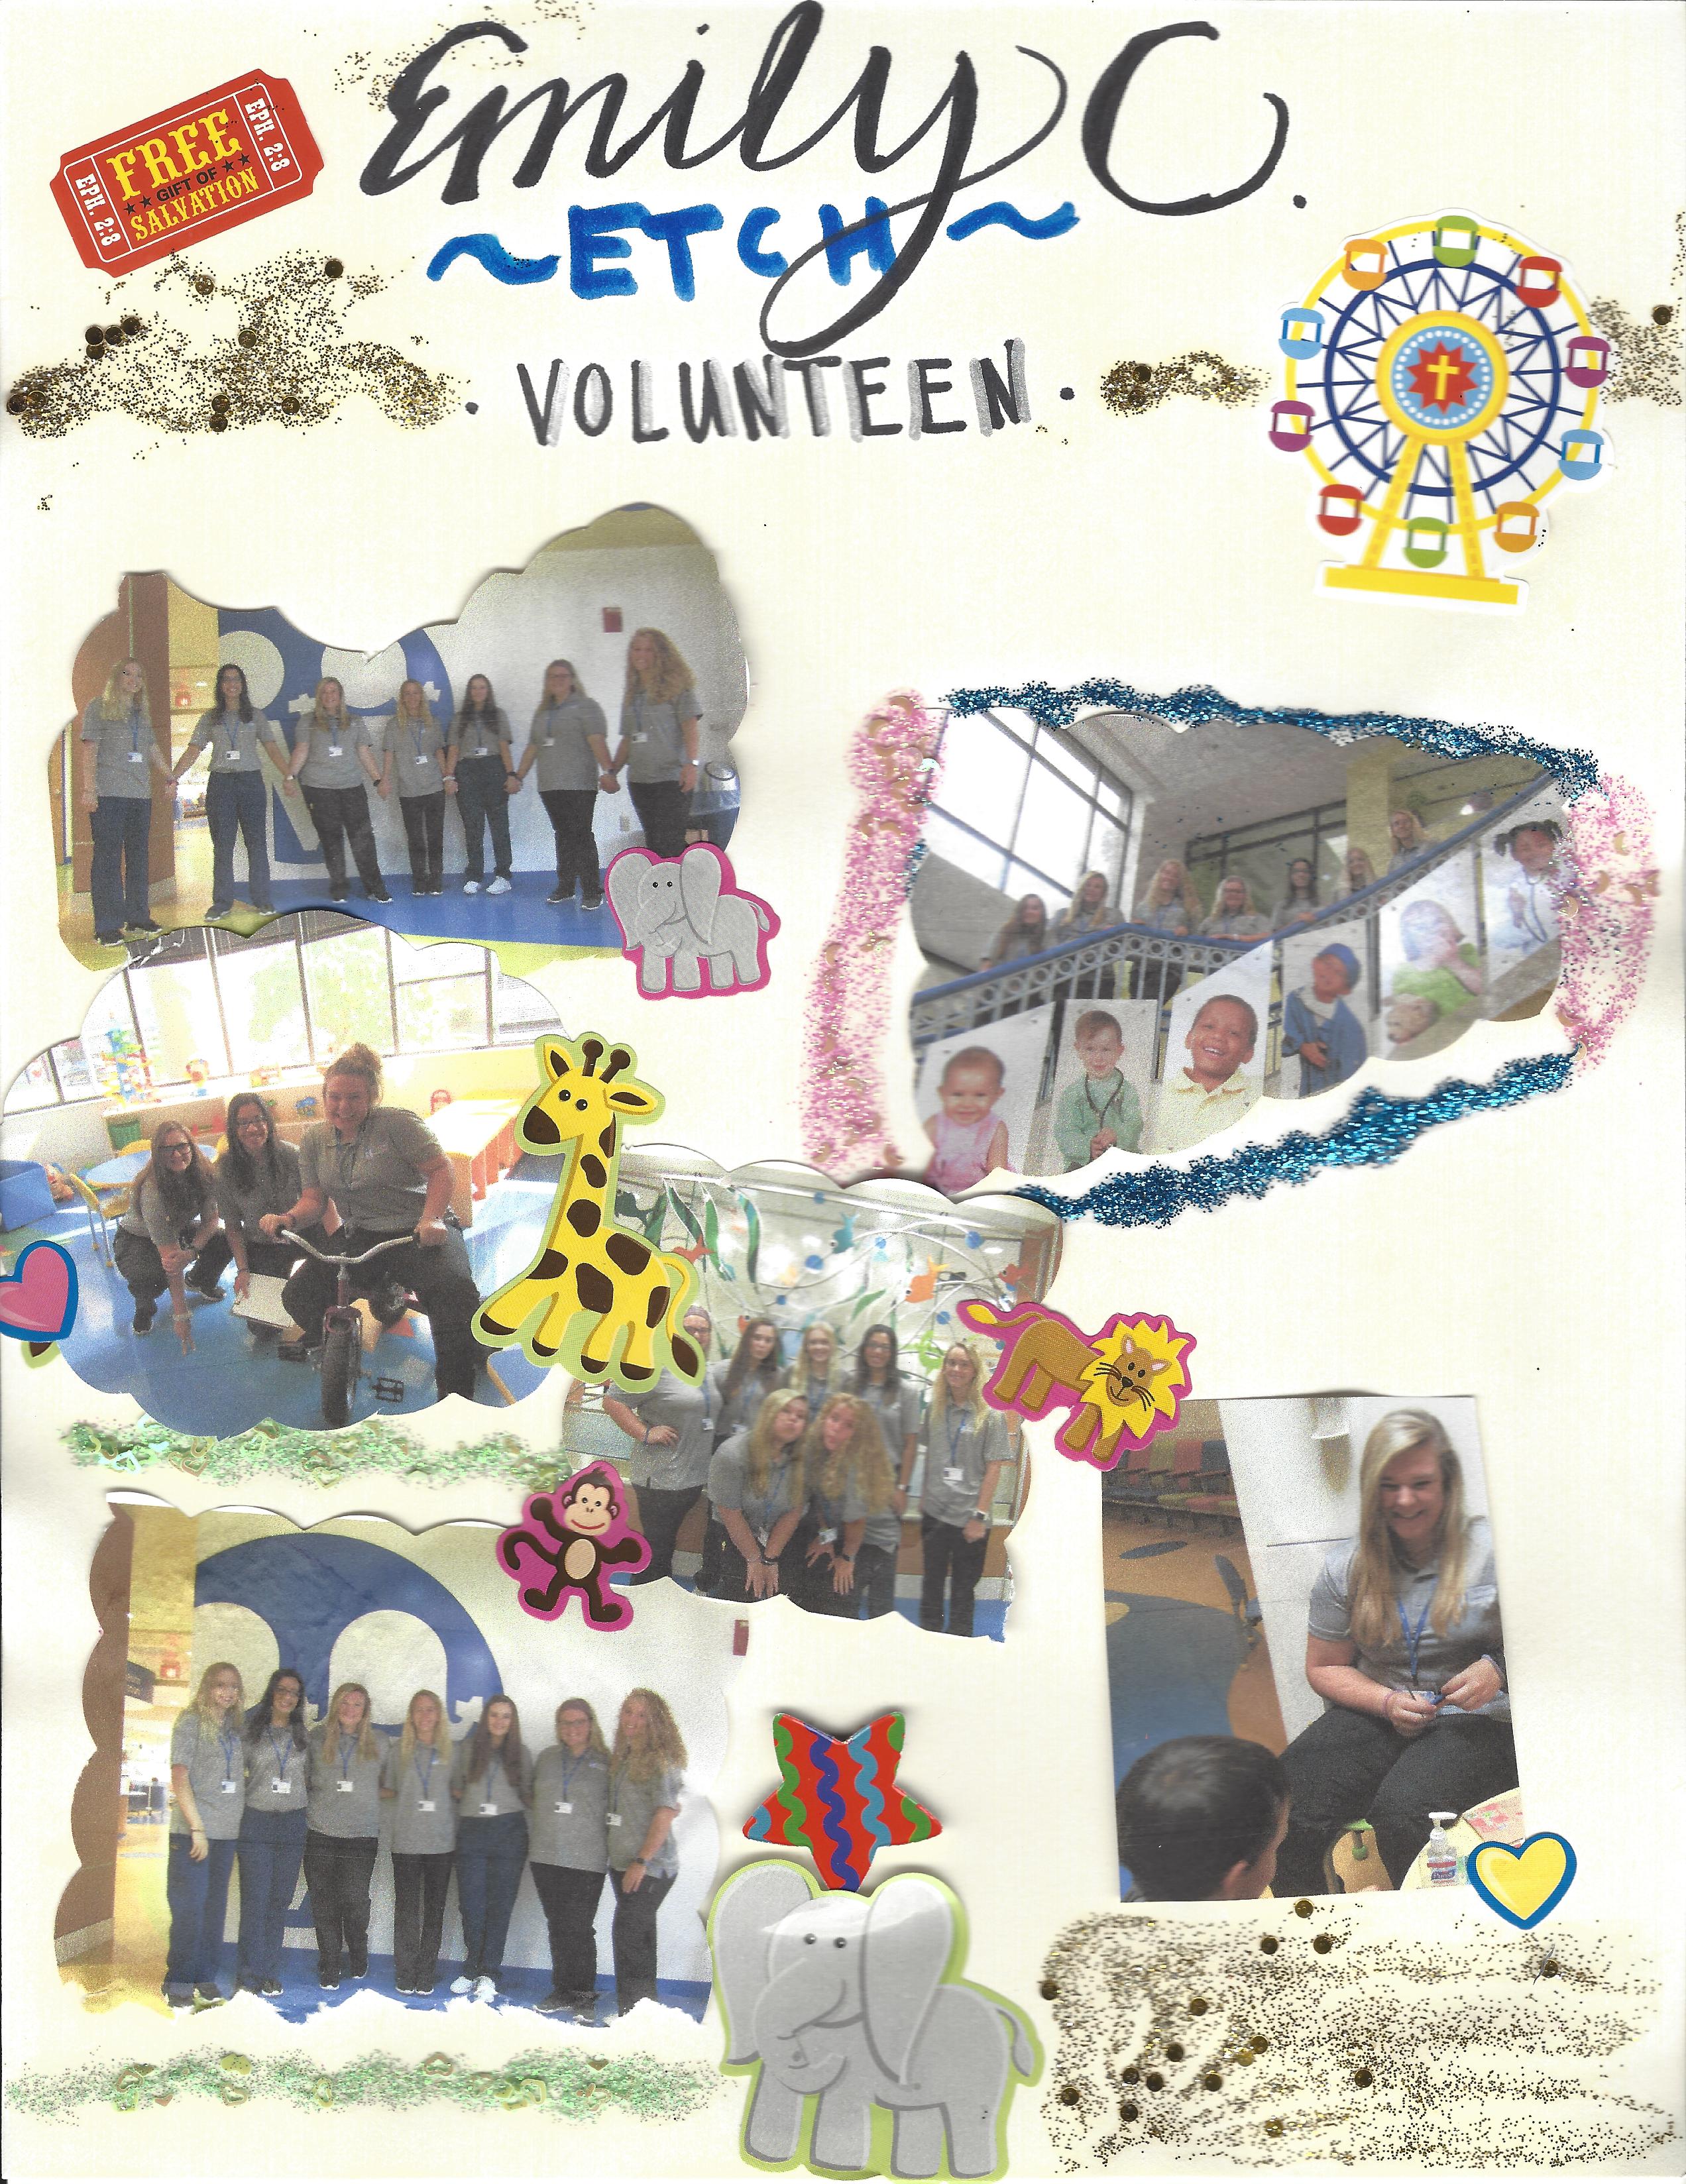 Emily C.
~ETCH~
• VOLUNTEEN •
EPH. 2:8
FREE
GIFT OF
SALVATION
EPH. 2:8